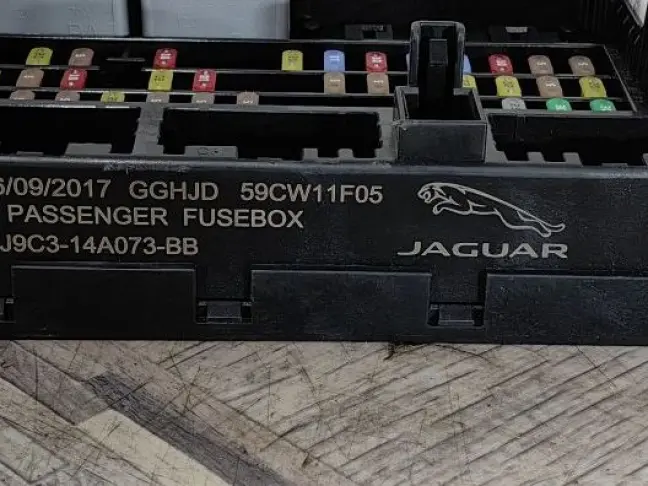 6/09/2017 GGHJD 59CW11F05
PASSENGER FUSEBOX
J9C3-14A073-BB
JAGUAR